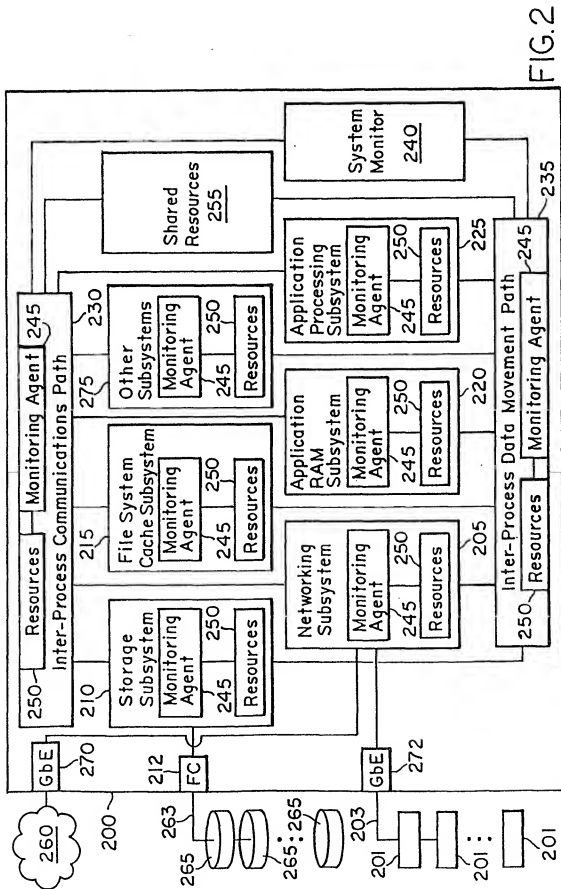 FIG.2
250
Resources
Monitoring Agent
245
Inter-Process Communications Path
230
Shared
Resources
255
System
Monitor
240
210
Storage
Subsystem
Monitoring
Agent
245
250
Resources
215
File System
Cache Subsystem
Monitoring
Agent
245
250
Resources
275
Other
Subsystems
Monitoring
Agent
245
250
Resources
Networking
Subsystem
Monitoring
Agent
245
250
Resources
205
Application
RAM
Subsystem
Monitoring
Agent
245
250
Resources
220
Application
Processing
Subsystem
Monitoring
Agent
245
250
Resources
225
Inter-Process Data Movement Path
235
250
Resources
Monitoring Agent
245
GbE
270
200
260
FC
212
263
265
265
265
GbE
272
203
201
201
201